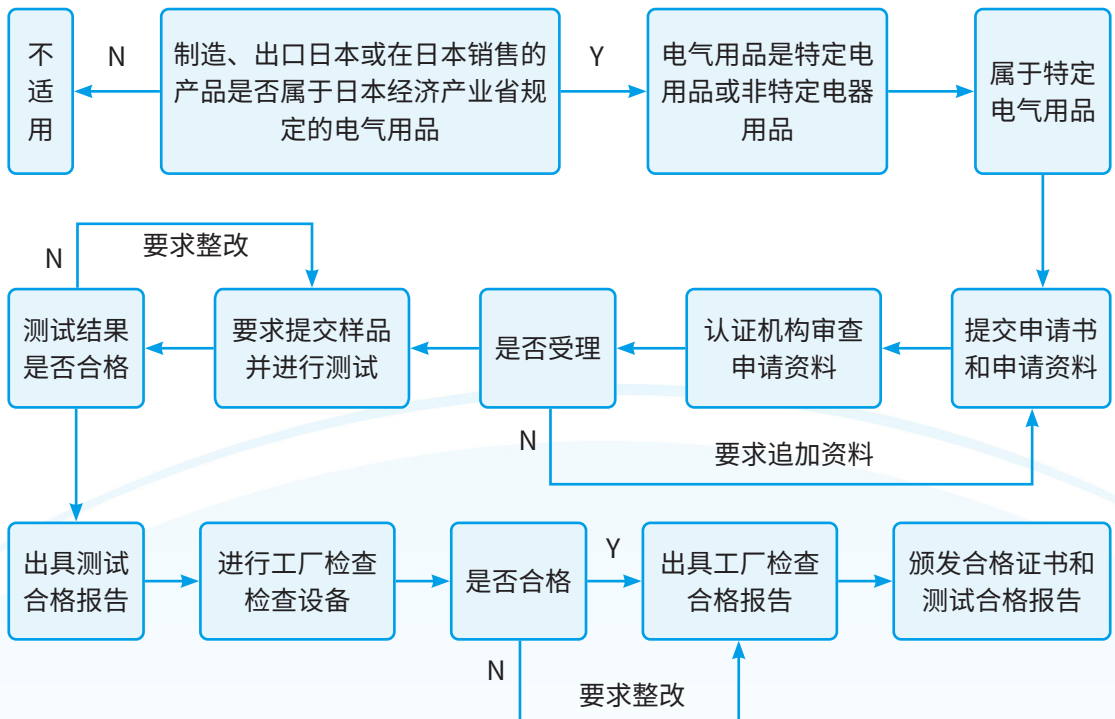 不
适
用
N
制造、出口日本或在日本销售的
产品是否属于日本经济产业省规
定的电气用品
Y
电气用品是特定电
用品或非特定电器
用品
属于特定
电气用品
N
要求整改
测试结果
是否合格
要求提交样品
并进行测试
是否受理
认证机构审查
申请资料
提交申请书
和申请资料
N
要求追加资料
出具测试
合格报告
进行工厂检查
检查设备
是否合格
Y
出具工厂检查
合格报告
颁发合格证书和
测试合格报告
N
要求整改